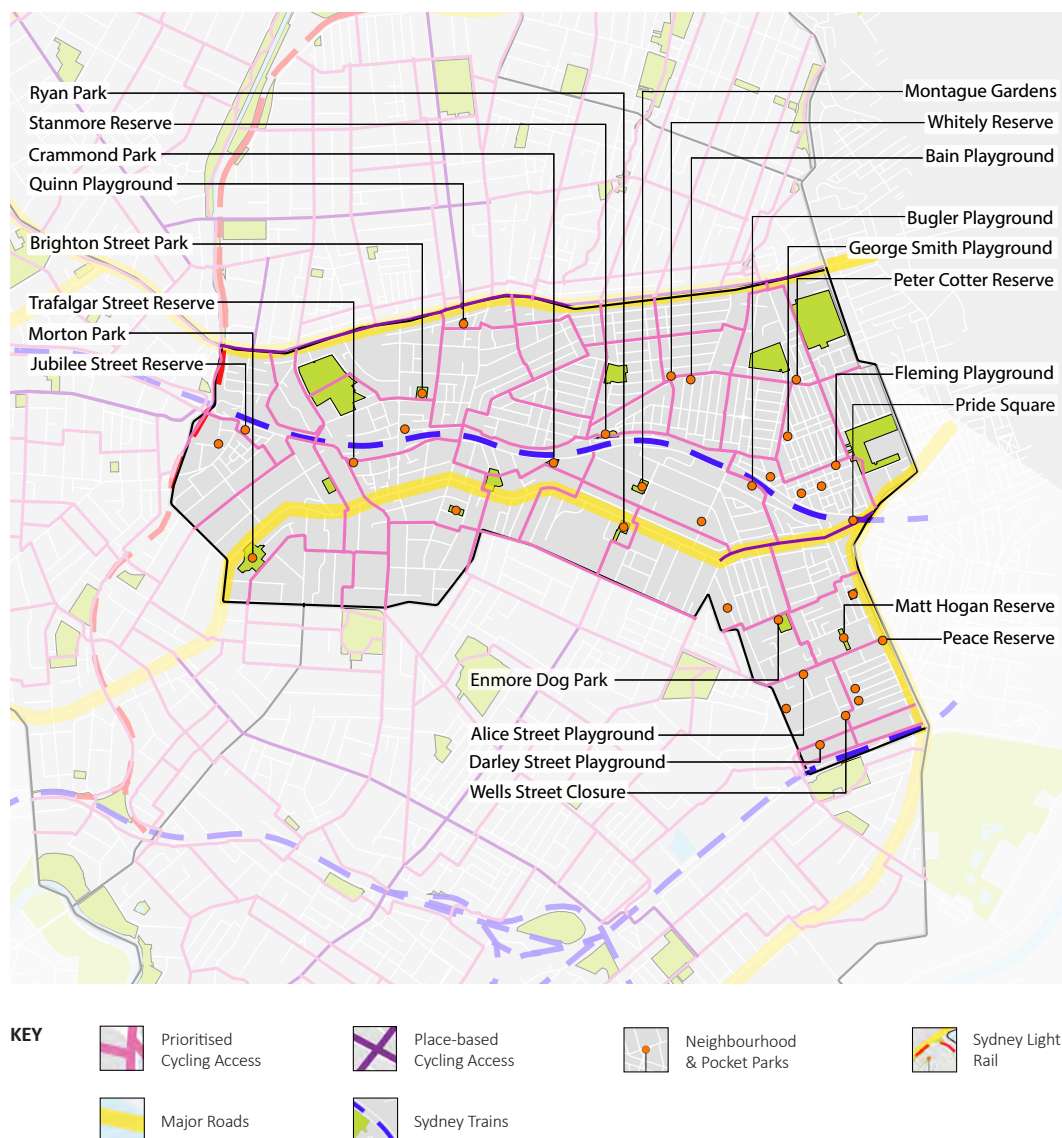 Ryan Park
Stanmore Reserve
Crammond Park
Quinn Playground
Brighton Street Park
Trafalgar Street Reserve
Morton Park
Jubilee Street Reserve
Montague Gardens
Whitely Reserve
Bain Playground
Bugler Playground
George Smith Playground
Peter Cotter Reserve
Fleming Playground
Pride Square
Matt Hogan Reserve
Peace Reserve
Enmore Dog Park
Alice Street Playground
Darley Street Playground
Wells Street Closure
KEY
Prioritised
Cycling Access
Place-based
Cycling Access
Neighbourhood
& Pocket Parks
Sydney Light
Rail
Major Roads
Sydney Trains